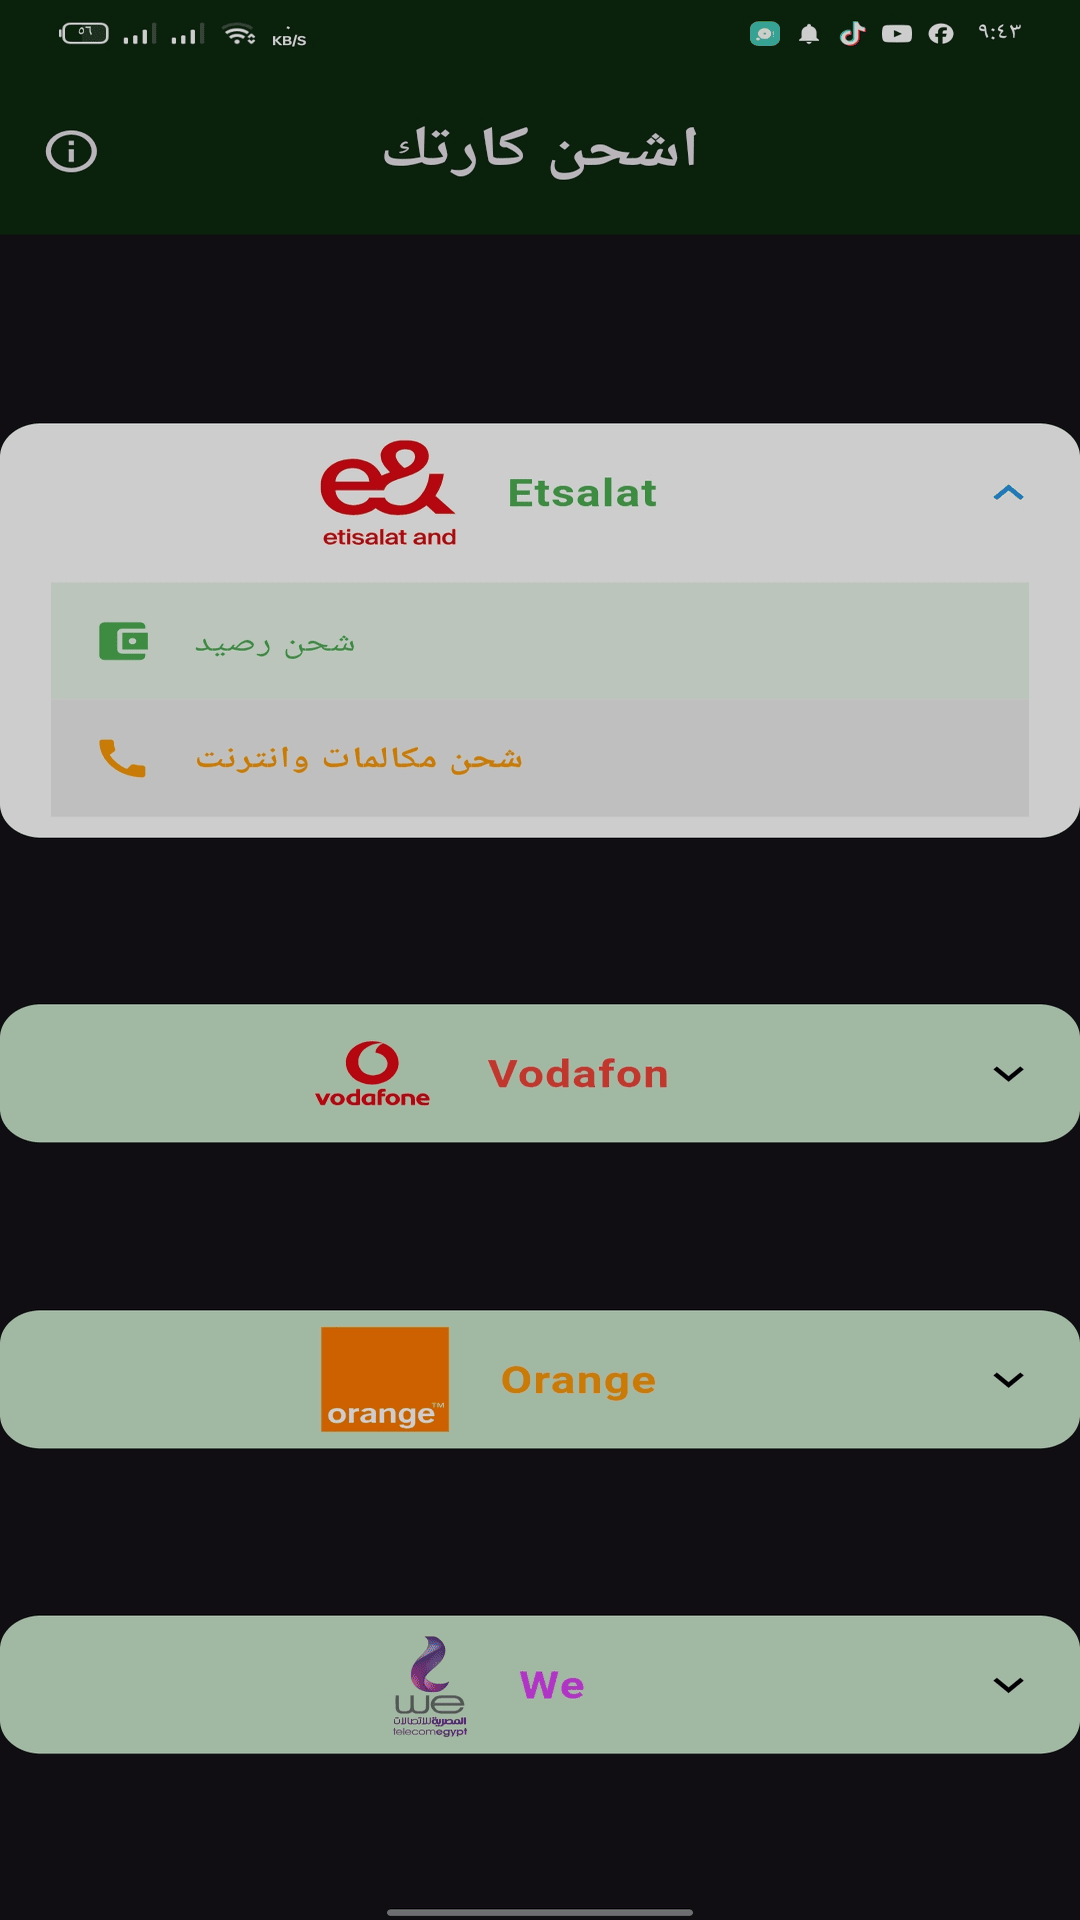 ٥٦
KB/S
٩:٤٣
اشحن كارتك
etisalat and
Etsalat
شحن رصيد
شحن مكالمات وانترنت
vodafone
Vodafon
orange™
Orange
we
المصرية للاتصالات
telecomegypt
We